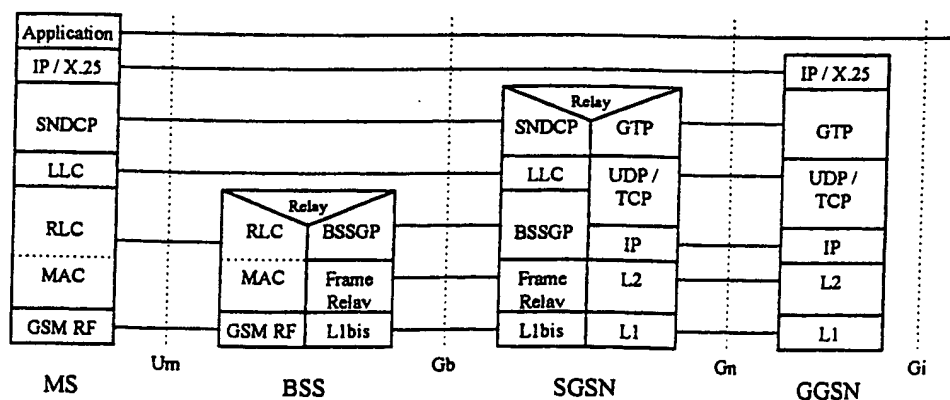 Application
IP / X.25
SNDCP
LLC
RLC
MAC
GSM RF
MS
Um
Relay
RLC
BSSGP
MAC
Frame
Relay
GSM RF
L1bis
BSS
Gb
Relay
SNDCP
GTP
LLC
UDP /
TCP
BSSGP
IP
Frame
Relay
L2
L1bis
L1
SGSN
Gn
IP / X.25
GTP
UDP /
TCP
IP
L2
L1
GGSN
Gi